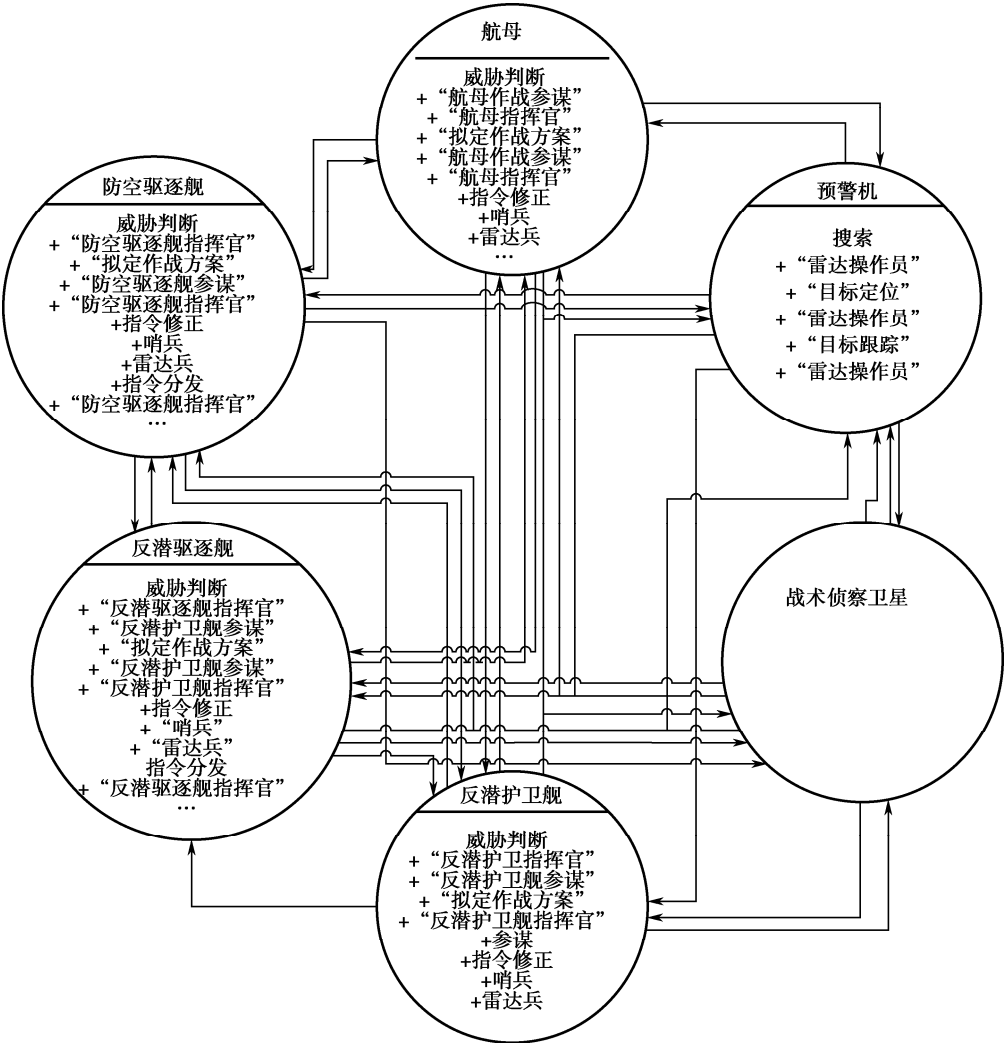 航母
威胁判断
+“航母作战参谋”
+“航母指挥官”
+“拟定作战方案”
+“航母作战参谋”
+“航母指挥官”
+指令修正
+哨兵
+雷达兵
…
防空驱逐舰
威胁判断
+“防空驱逐舰指挥官”
+“拟定作战方案”
+“防空驱逐舰参谋”
+“防空驱逐舰指挥官”
+指令修正
+哨兵
+雷达兵
+指令分发
+“防空驱逐舰指挥官”
…
预警机
搜索
+“雷达操作员”
+“目标定位”
+“雷达操作员”
+“目标跟踪”
+“雷达操作员”
反潜驱逐舰
威胁判断
+“反潜驱逐舰指挥官”
+“反潜护卫舰参谋”
+“拟定作战方案”
+“反潜护卫舰参谋”
+“反潜护卫舰指挥官”
+指令修正
+“哨兵”
+“雷达兵”
指令分发
+“反潜驱逐舰指挥官”
…
战术侦察卫星
反潜护卫舰
威胁判断
+“反潜护卫指挥官”
+“反潜护卫舰参谋”
+“拟定作战方案”
+“反潜护卫舰指挥官”
+参谋
+指令修正
+哨兵
+雷达兵